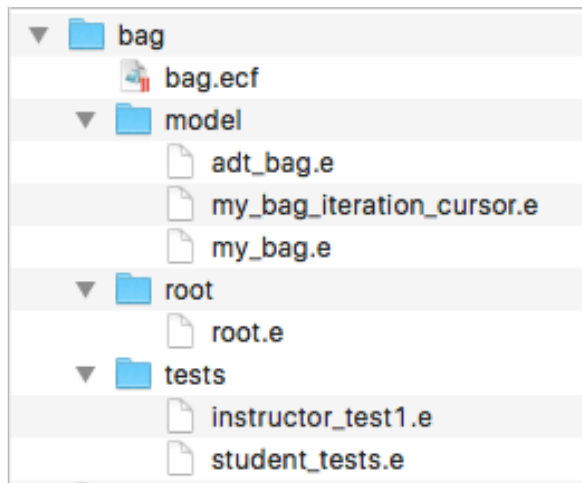 bag
bag.ecf
model
adt_bag.e
my_bag_iteration_cursor.e
my_bag.e
root
root.e
tests
instructor_test1.e
student_tests.e